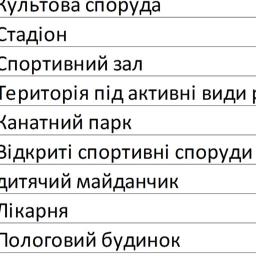 Культова споруда
Стадіон
Спортивний зал
Територія під активні види
Канатний парк
Відкриті спортивні споруди
дитячий майданчик
Лікарня
Пологовий будинок